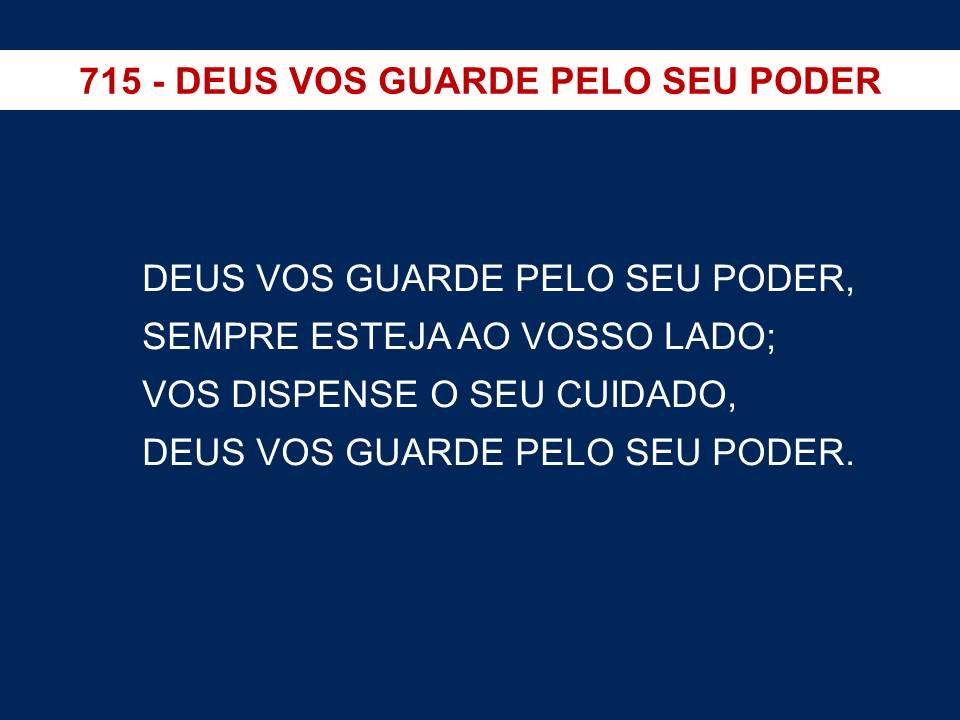 715 - DEUS VOS GUARDE PELO SEU PODER
DEUS VOS GUARDE PELO SEU PODER,
SEMPRE ESTEJA AO VOSSO LADO;
VOS DISPENSE O SEU CUIDADO,
DEUS VOS GUARDE PELO SEU PODER.